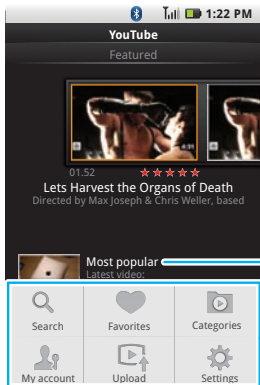 1:22 PM
YouTube
Featured
4:31
01.52
Lets Harvest the Organs of Death
Directed by Max Joseph & Chris Weller, based
Most popular
Latest video:
Search Favorites Categories
My account Upload Settings